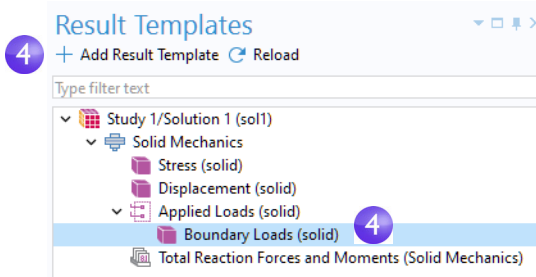 Result Templates
4 Add Result Template Reload
Type filter text
Study 1/Solution 1 (sol1)
Solid Mechanics
Stress (solid)
Displacement (solid)
Applied Loads (solid)
Boundary Loads (solid) 4
Total Reaction Forces and Moments (Solid Mechanics)